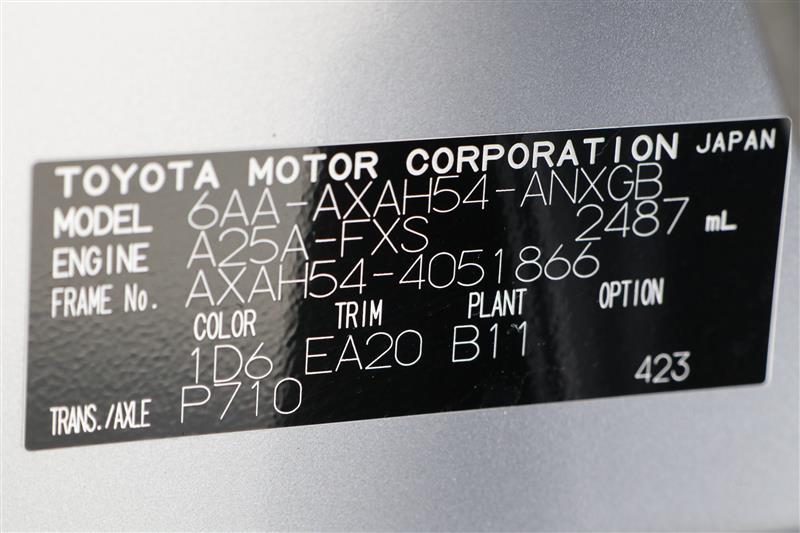 TOYOTA MOTOR CORPORATION JAPAN
MODEL 6AA-AXAH54-ANXGB
ENGINE A25A-FXS 2487 mL
FRAME No. AXAH54-4051866
COLOR TRIM PLANT OPTION
1D6 EA20 B11
TRANS./AXLE P710 423